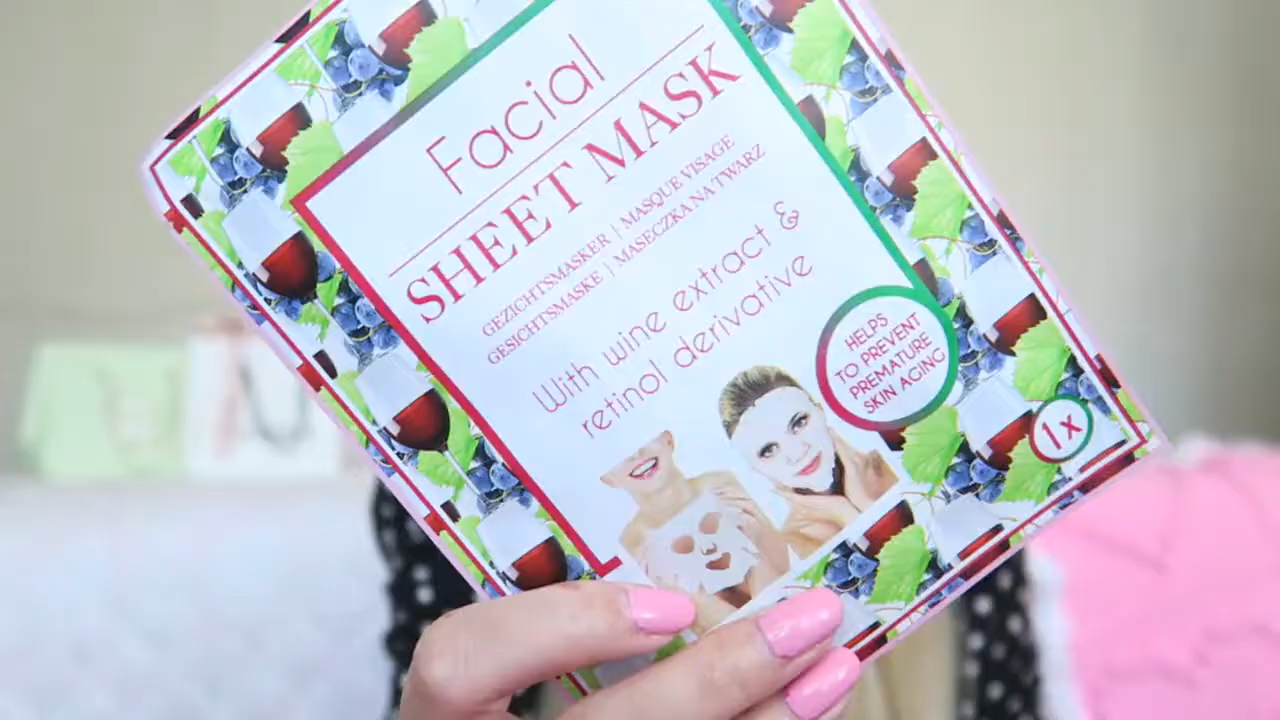 Facial
SHEET MASK
GEZICHTSMASKER | MASQUE VISAGE
GESICHTSMASKE | MASECZKA NA TWARZ
With wine extract &
retinol derivative
HELPS
TO PREVENT
PREMATURE
SKIN AGING
1x